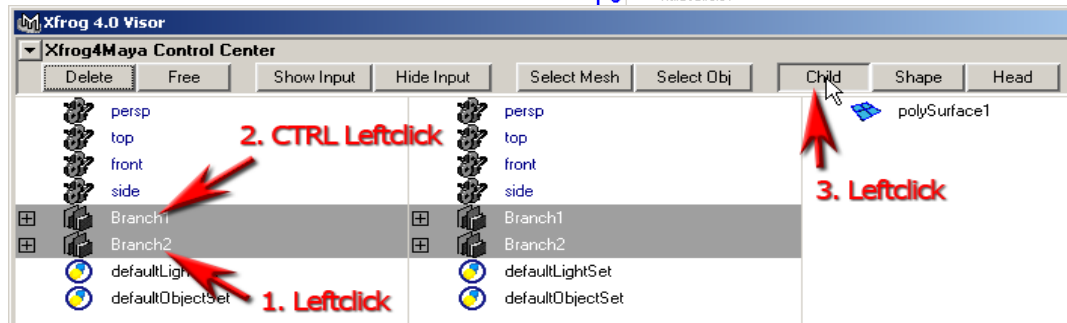 Xfrog 4.0 Visor
Xfrog4Maya Control Center
Delete Free Show Input Hide Input Select Mesh Select Obj Child Shape Head
persp persp polySurface1
top top
2. CTRL Leftclick
front front
side side
3. Leftclick
Branch1 Branch1
Branch2 Branch2
defaultLigh defaultLightSet
defaultObjectSet defaultObjectSet
1. Leftclick